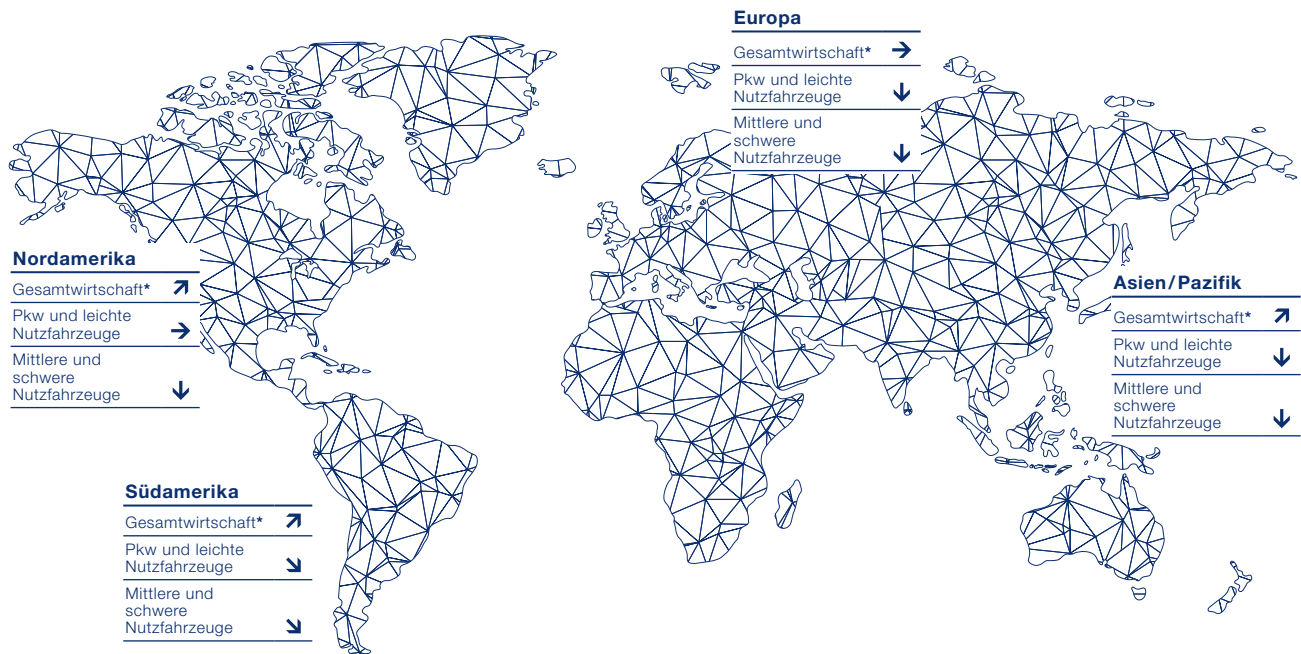 Europa
Gesamtwirtschaft* →
Pkw und leichte
Nutzfahrzeuge ↓
Mittlere und
schwere
Nutzfahrzeuge ↓
Nordamerika
Gesamtwirtschaft* ↗
Pkw und leichte
Nutzfahrzeuge →
Mittlere und
schwere
Nutzfahrzeuge ↓
Asien/Pazifik
Gesamtwirtschaft* ↗
Pkw und leichte
Nutzfahrzeuge ↓
Mittlere und
schwere
Nutzfahrzeuge ↓
Südamerika
Gesamtwirtschaft* ↗
Pkw und leichte
Nutzfahrzeuge ↘
Mittlere und
schwere
Nutzfahrzeuge ↘